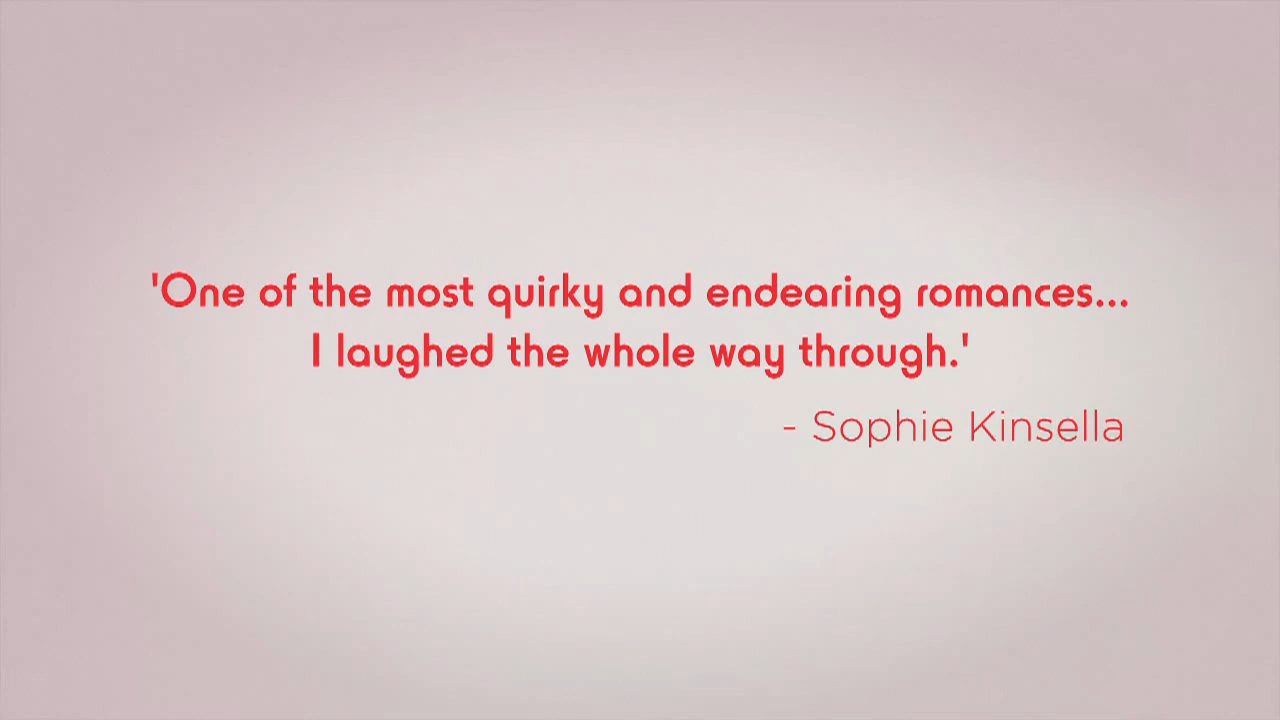 'One of the most quirky and endearing romances...
I laughed the whole way through.'
- Sophie Kinsella